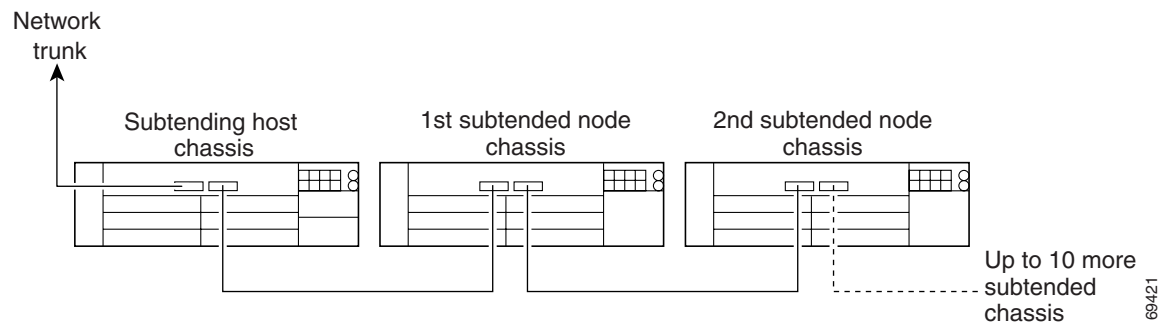 Network
trunk
Subtending host
chassis
1st subtended node
chassis
2nd subtended node
chassis
Up to 10 more
subtended
chassis
69421